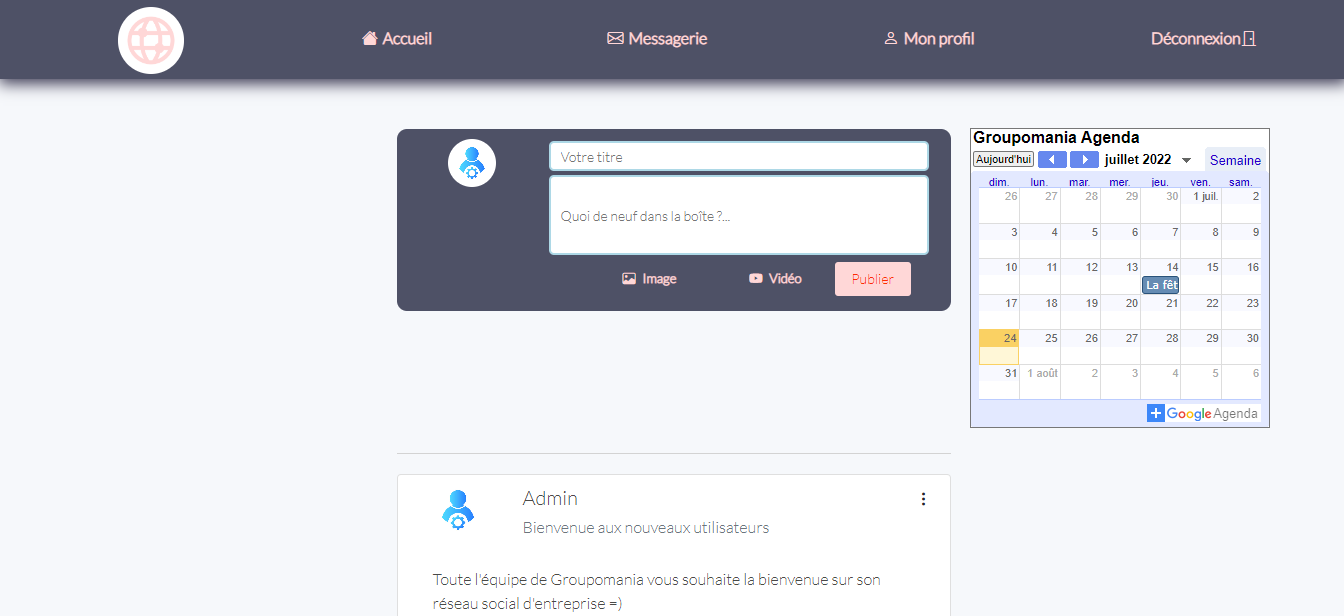 Accueil
Messagerie
Mon profil
Déconnexion
Votre titre
Quoi de neuf dans la boîte ?...
Image
Vidéo
Publier
Groupomania Agenda
Aujourd'hui
juillet 2022
Semaine
dim. lun. mar. mer. jeu. ven. sam.
26 27 28 29 30 1 juil. 2
3 4 5 6 7 8 9
10 11 12 13 14 15 16
La fêt
17 18 19 20 21 22 23
24 25 26 27 28 29 30
31 1 août 2 3 4 5 6
Google Agenda
Admin
Bienvenue aux nouveaux utilisateurs
Toute l'équipe de Groupomania vous souhaite la bienvenue sur son
réseau social d'entreprise =)